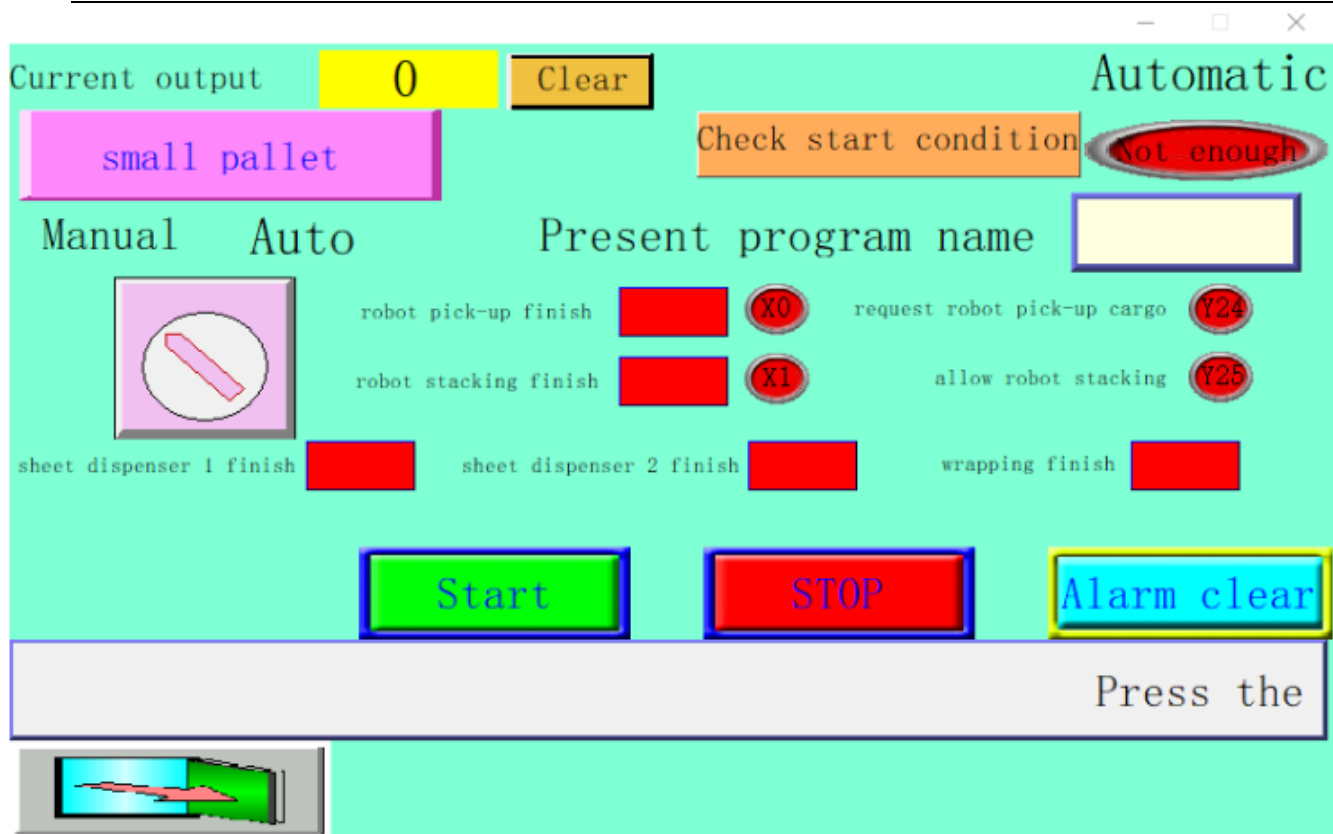 Current output 0 Clear Automatic
small pallet Check start condition Not enough
Manual Auto Present program name
robot pick-up finish X0 request robot pick-up cargo Y24
robot stacking finish X1 allow robot stacking Y25
sheet dispenser 1 finish sheet dispenser 2 finish wrapping finish
Start STOP Alarm clear
Press the